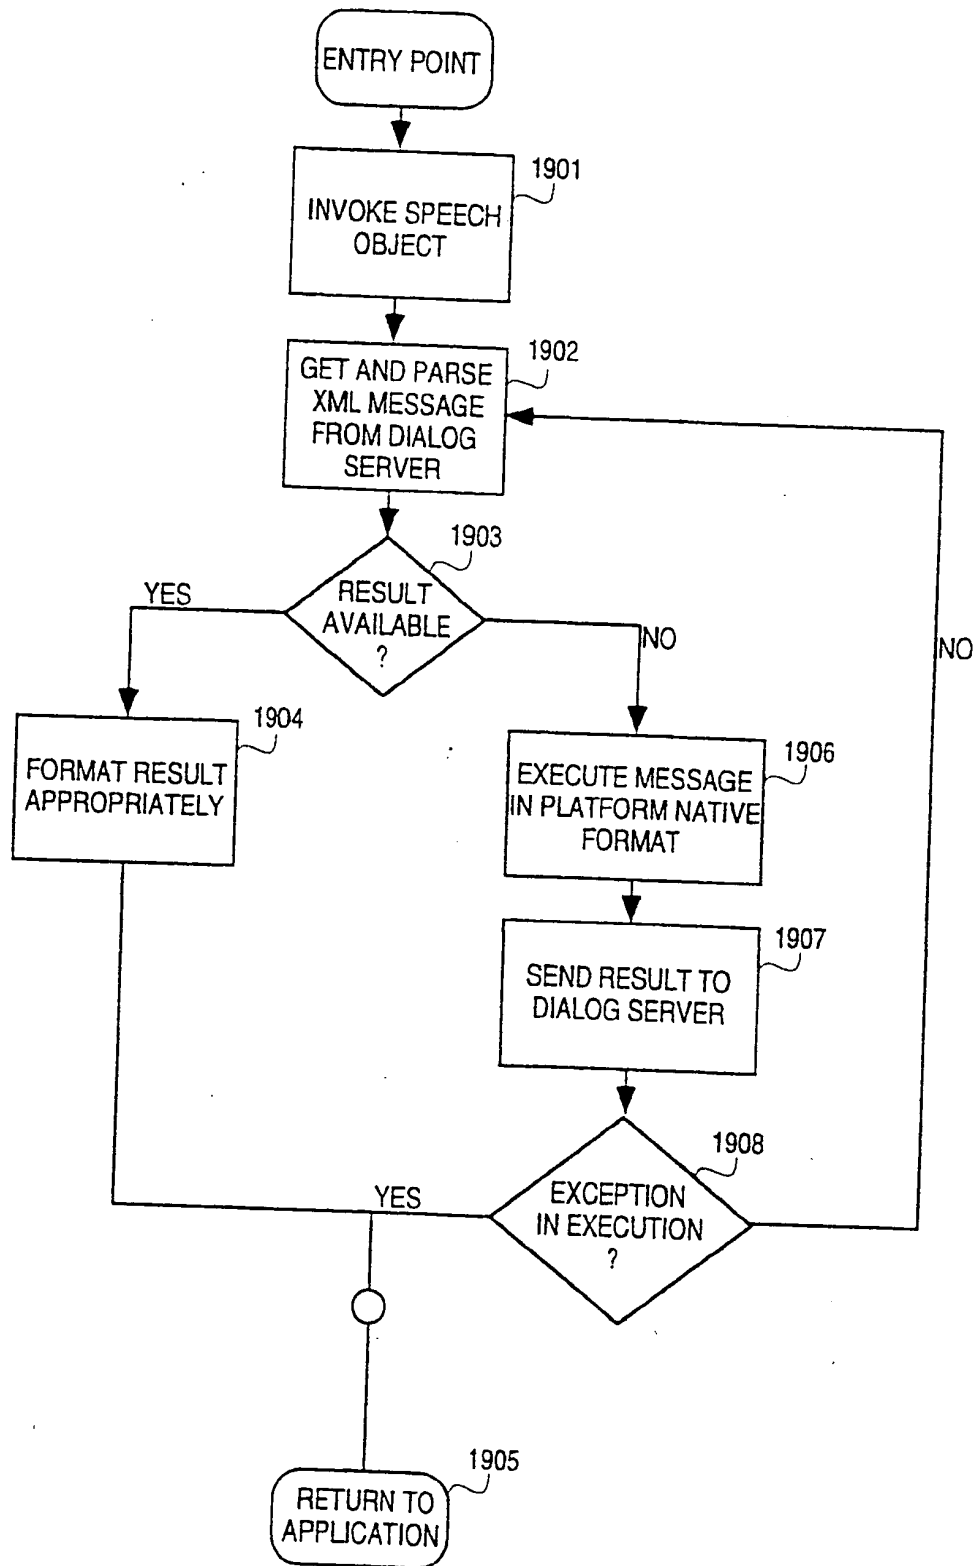 ENTRY POINT
1901
INVOKE SPEECH
OBJECT
1902
GET AND PARSE
XML MESSAGE
FROM DIALOG
SERVER
1903
RESULT
AVAILABLE
?
YES
NO
NO
1904
FORMAT RESULT
APPROPRIATELY
1906
EXECUTE MESSAGE
IN PLATFORM NATIVE
FORMAT
1907
SEND RESULT TO
DIALOG SERVER
1908
EXCEPTION
IN EXECUTION
?
YES
1905
RETURN TO
APPLICATION